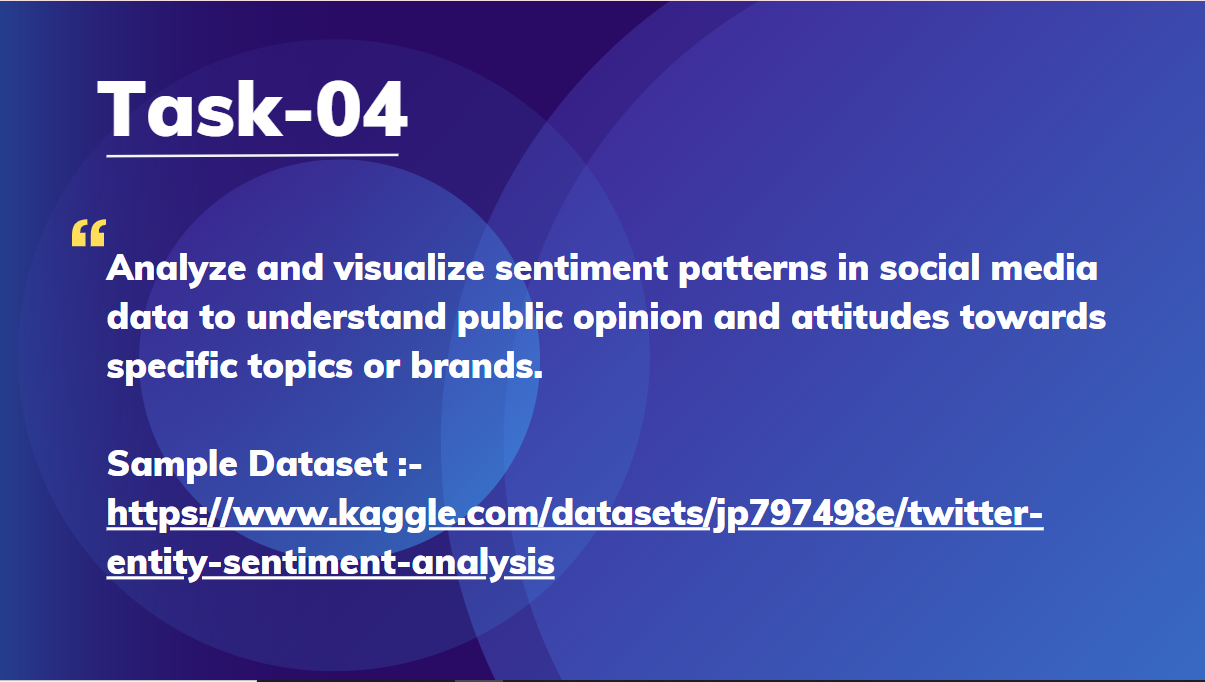 Task-04
“
Analyze and visualize sentiment patterns in social media
data to understand public opinion and attitudes towards
specific topics or brands.
Sample Dataset :-
https://www.kaggle.com/datasets/jp797498e/twitter-
entity-sentiment-analysis